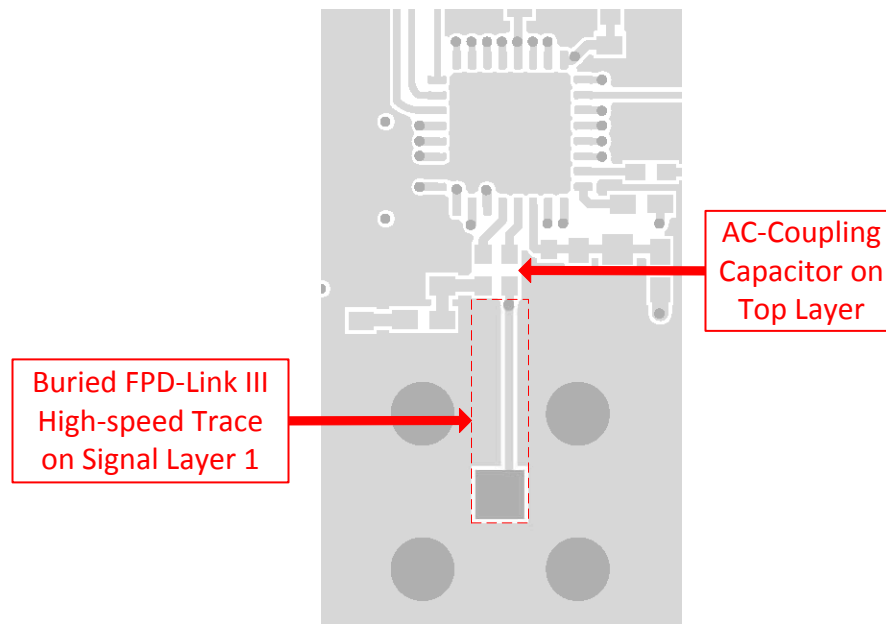 AC-Coupling
Capacitor on
Top Layer
Buried FPD-Link III
High-speed Trace
on Signal Layer 1